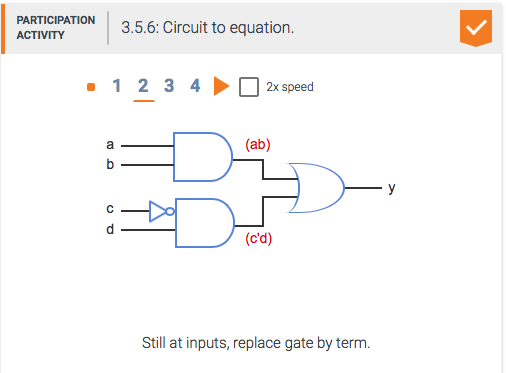 PARTICIPATION
ACTIVITY
3.5.6: Circuit to equation.
1 2 3 4 2x speed
a
(ab)
b
y
c
d
(c'd)
Still at inputs, replace gate by term.